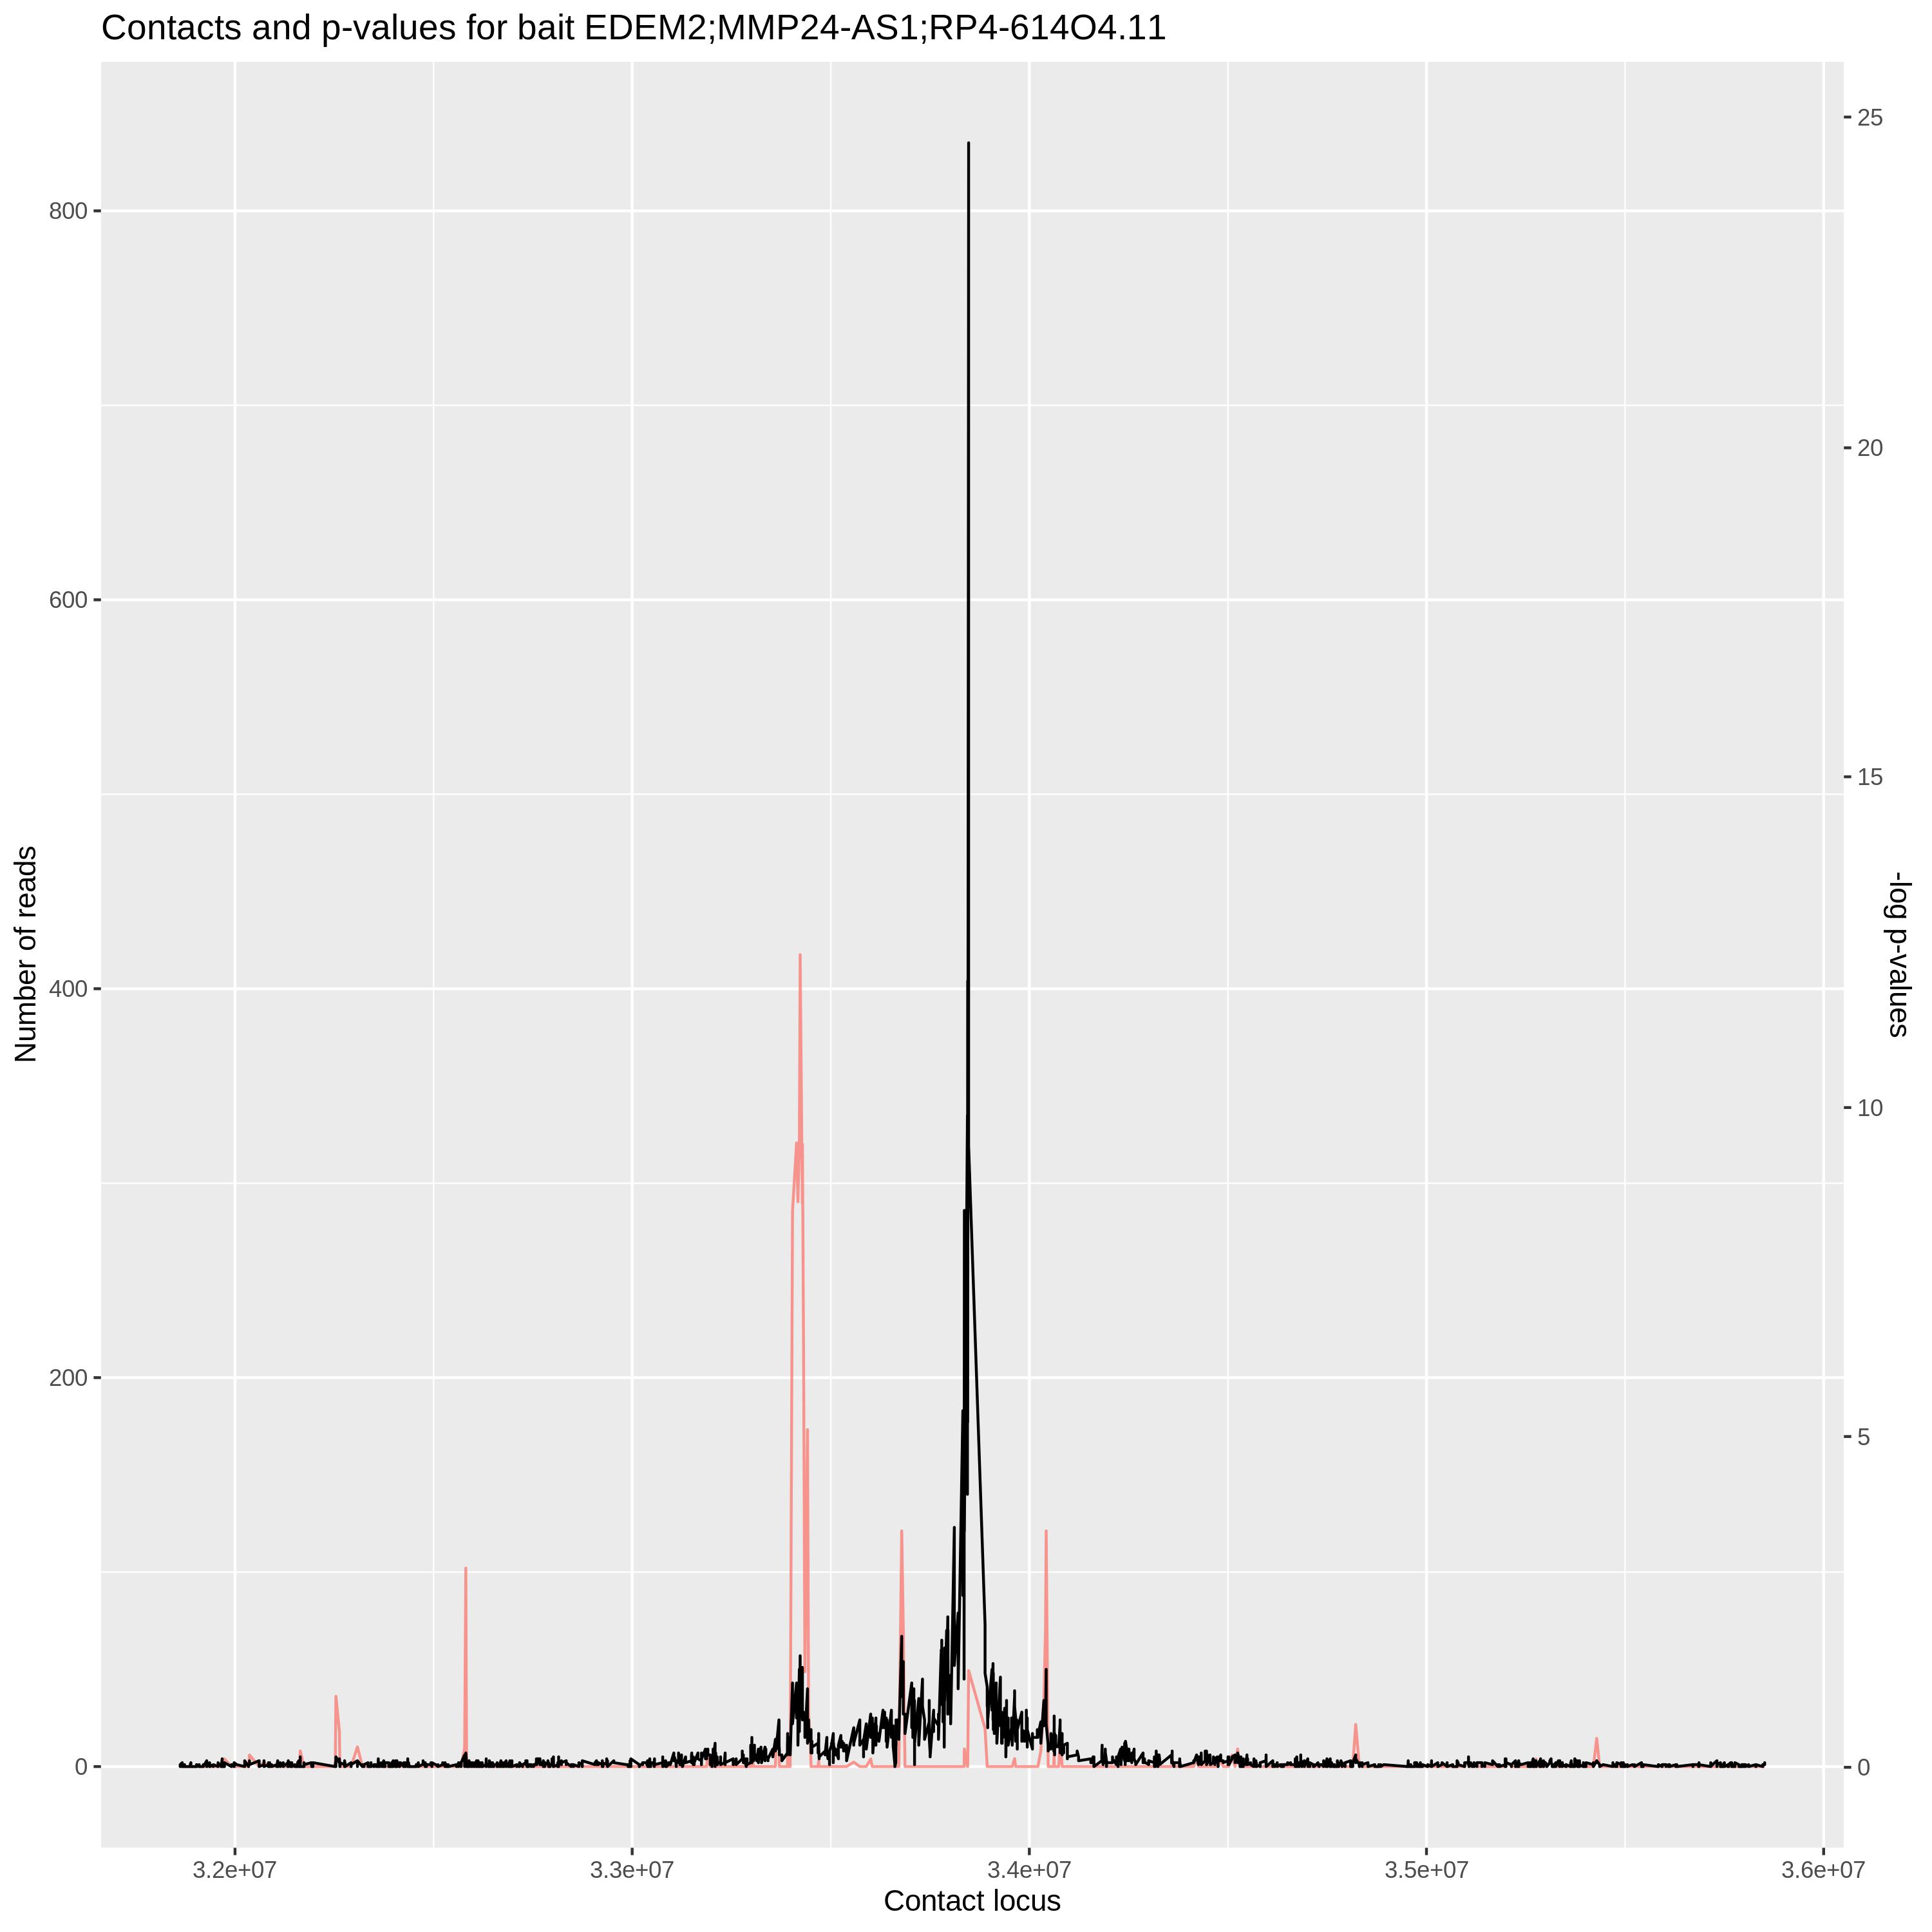 Contacts and p-values for bait EDEM2;MMP24-AS1;RP4-614O4.11
800
600
400
200
0
Number of reads
25
20
15
10
5
0
-log p-values
3.2e+07
3.3e+07
3.4e+07
3.5e+07
3.6e+07
Contact locus